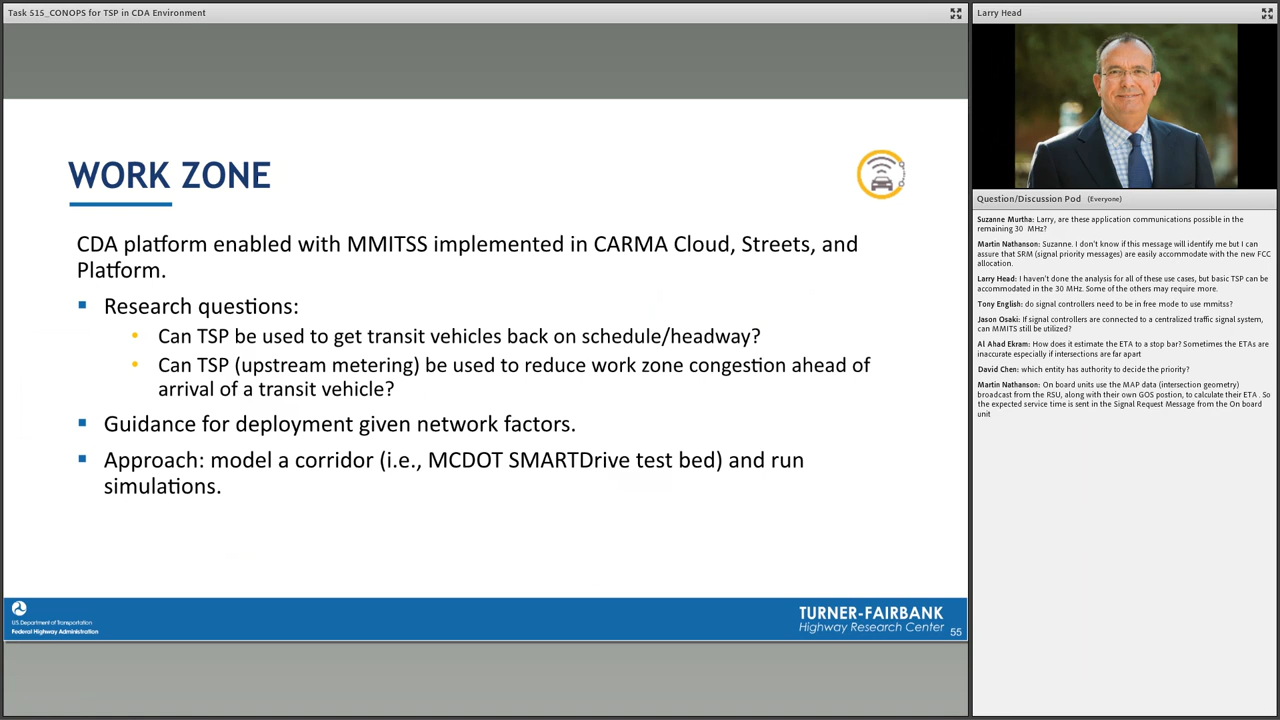 Task 515_CONOPS for TSP in CDA Environment
WORK ZONE
CDA platform enabled with MMITSS implemented in CARMA Cloud, Streets, and
Platform.
Research questions:
Can TSP be used to get transit vehicles back on schedule/headway?
Can TSP (upstream metering) be used to reduce work zone congestion ahead of
arrival of a transit vehicle?
Guidance for deployment given network factors.
Approach: model a corridor (i.e., MCDOT SMARTDrive test bed) and run
simulations.
U.S Department of Transportation
Federal Highway Administration
TURNER-FAIRBANK
Highway Research Center
55
Larry Head
Question/Discussion Pod (Everyone)
Suzanne Murtha: Larry, are these application communications possible in the
remaining 30 MHz?
Martin Nathanson: Suzanne. I don't know if this message will identify me but I can
assure that SRM (signal priority messages) are easily accommodate with the new FCC
allocation.
Larry Head: I haven't done the analysis for all of these use cases, but basic TSP can be
accommodated in the 30 MHz. Some of the others may require more.
Tony English: do signal controllers need to be in free mode to use mmitss?
Jason Osaki: If signal controllers are connected to a centralized traffic signal system,
can MMITS still be utilized?
Al Ahad Ekram: How does it estimate the ETA to a stop bar? Sometimes the ETAs are
inaccurate especially if intersections are far apart
David Chen: which entity has authority to decide the priority?
Martin Nathanson: On board units use the MAP data (intersection geometry)
broadcast from the RSU, along with their own GOS postion, to calculate their ETA . So
the expected service time is sent in the Signal Request Message from the On board
unit